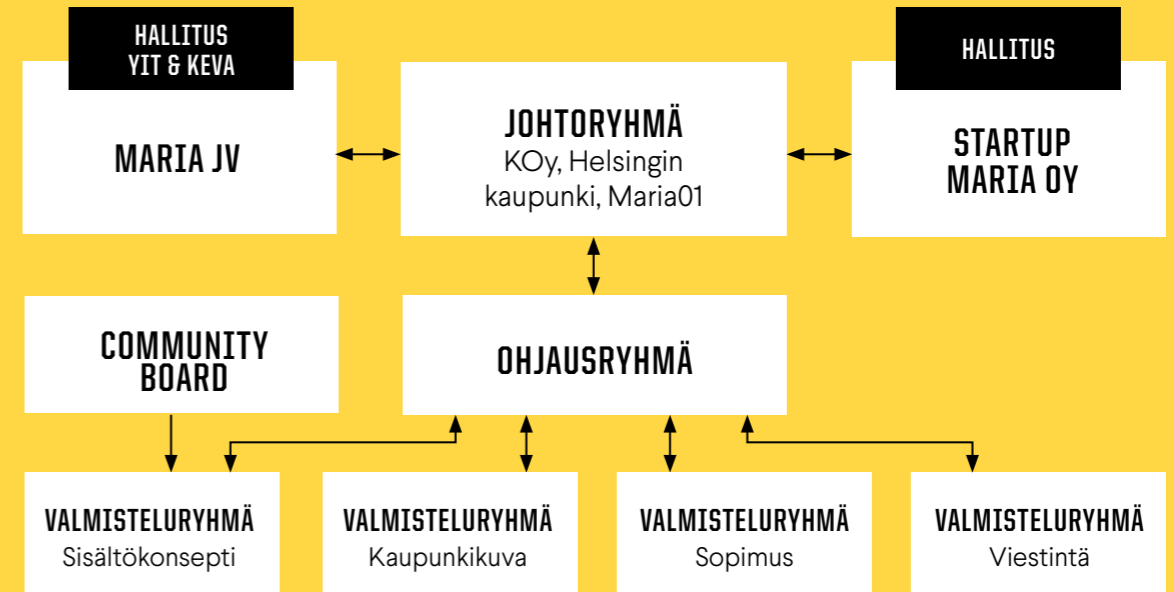 HALLITUS
YIT & KEVA
MARIA JV
JOHTORYHMÄ
KOy, Helsingin
kaupunki, Maria01
HALLITUS
STARTUP
MARIA OY
COMMUNITY
BOARD
OHJAUSRYHMÄ
VALMISTELURYHMÄ
Sisältökonsepti
VALMISTELURYHMÄ
Kaupunkikuva
VALMISTELURYHMÄ
Sopimus
VALMISTELURYHMÄ
Viestintä